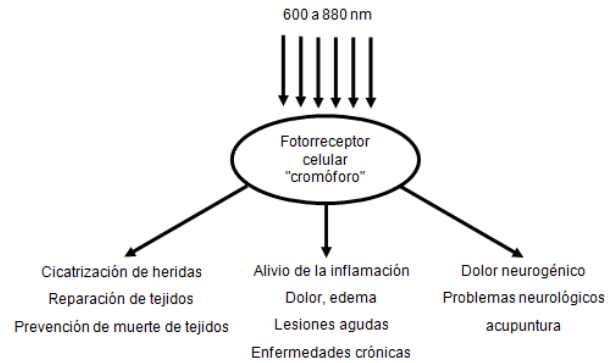 600 a 880 nm
Fotorreceptor
celular
"cromóforo"
Cicatrización de heridas
Reparación de tejidos
Prevención de muerte de tejidos
Alivio de la inflamación
Dolor, edema
Lesiones agudas
Enfermedades crónicas
Dolor neurogénico
Problemas neurológicos
acupuntura